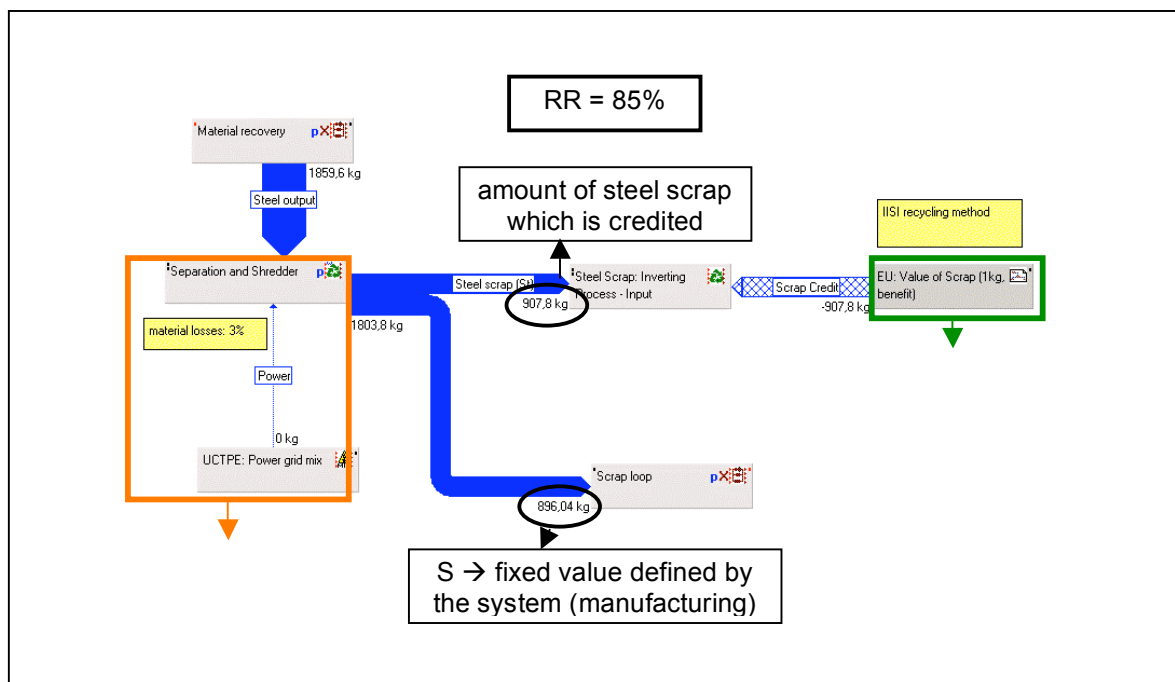 RR = 85%
Material recovery
1859,6 kg
Steel output
amount of steel scrap
which is credited
IISI recycling method
Separation and Shredder
Steel scrap (St)
907,8 kg
Steel Scrap: Inverting
Process - Input
Scrap Credit
-907,8 kg
EU: Value of Scrap (1kg,
benefit)
1803,8 kg
material losses: 3%
Power
0 kg
UCTPE: Power grid mix
Scrap loop
896,04 kg
S → fixed value defined by
the system (manufacturing)